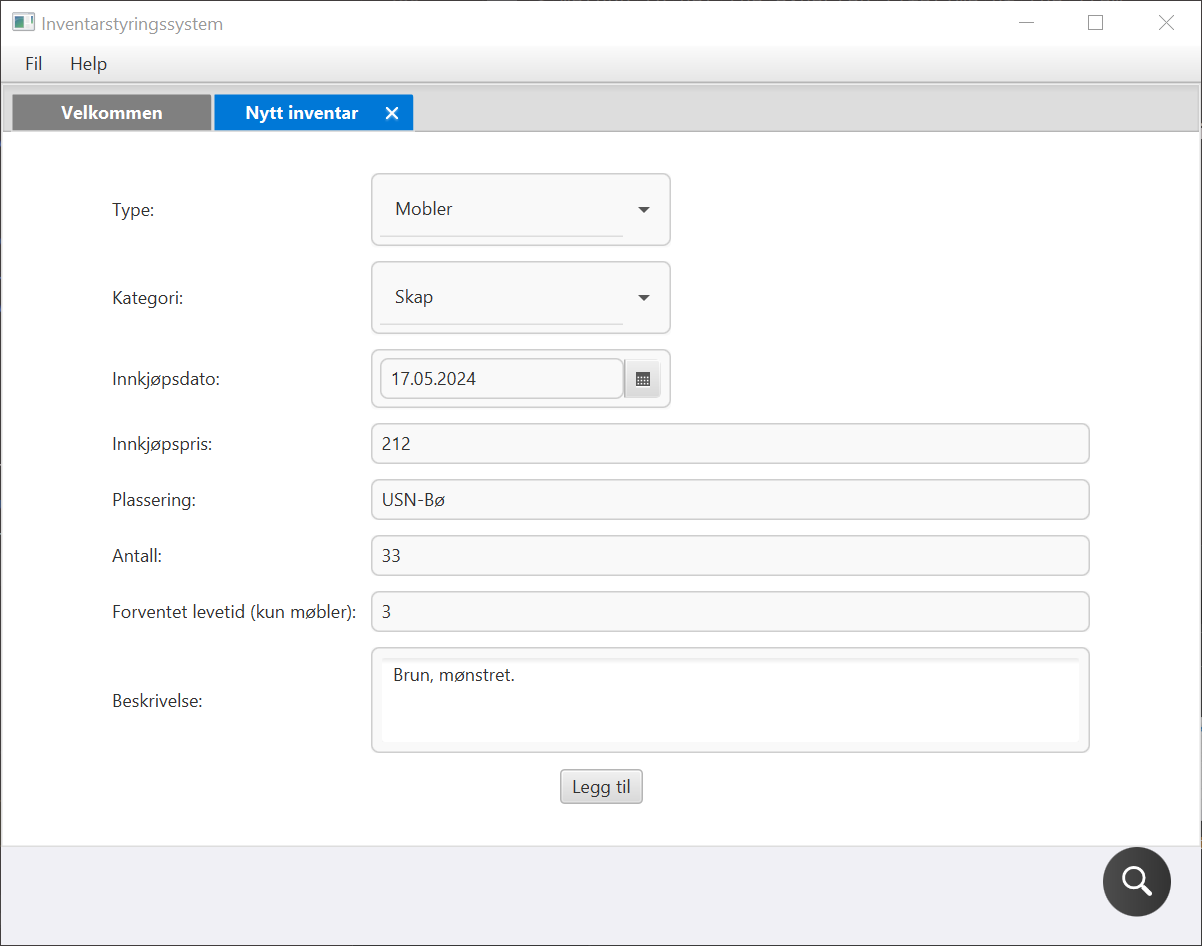 Inventarstyringssystem
Fil Help
Velkommen Nytt inventar
Type: Mobler
Kategori: Skap
Innkjøpsdato: 17.05.2024
Innkjøpspris: 212
Plassering: USN-Bø
Antall: 33
Forventet levetid (kun møbler): 3
Beskrivelse: Brun, mønstret.
Legg til